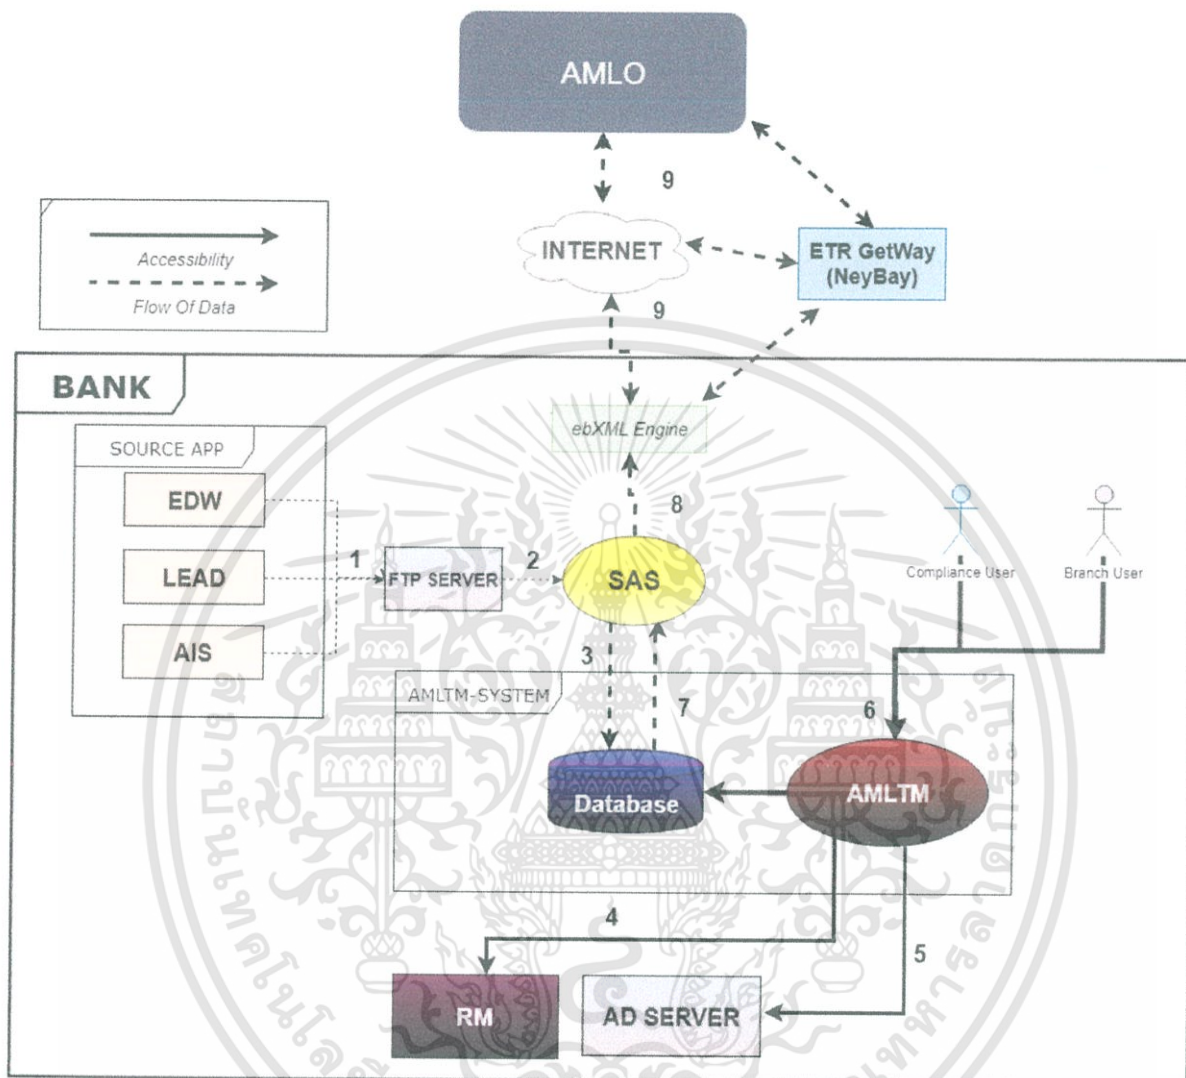 AMLO
9
INTERNET
ETR GetWay
(NeyBay)
Accessibility
Flow Of Data
9
BANK
ebXML Engine
SOURCE APP
EDW
LEAD
AIS
1
FTP SERVER
2
SAS
8
Compliance User
Branch User
3
7
6
AMLTM-SYSTEM
Database
AMLTM
4
5
RM
AD SERVER